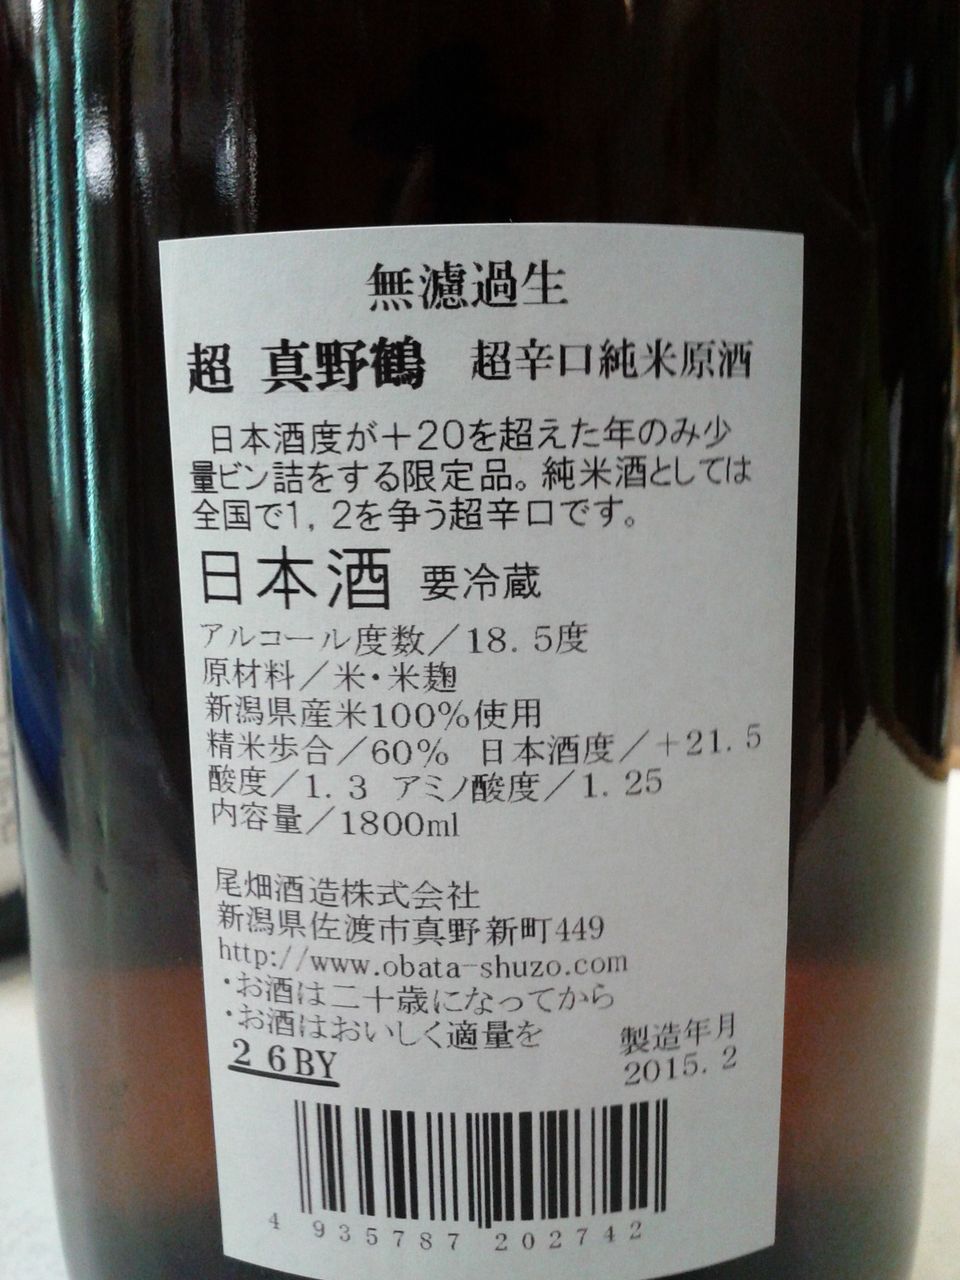 無濾過生
超 真野鶴 超辛口純米原酒
日本酒度が＋20を超えた年のみ少
量ビン詰をする限定品。純米酒としては
全国で1，2を争う超辛口です。
日本酒 要冷蔵
アルコール度数／18．5度
原材料／米・米麹
新潟県産米100％使用
精米歩合／60％ 日本酒度／＋21．5
酸度／1．3 アミノ酸度／1．25
内容量／1800ml
尾畑酒造株式会社
新潟県佐渡市真野新町449
http://www.obata-shuzo.com
・お酒は二十歳になってから
・お酒はおいしく適量を
26BY
製造年月
2015．2
4 935787 202742